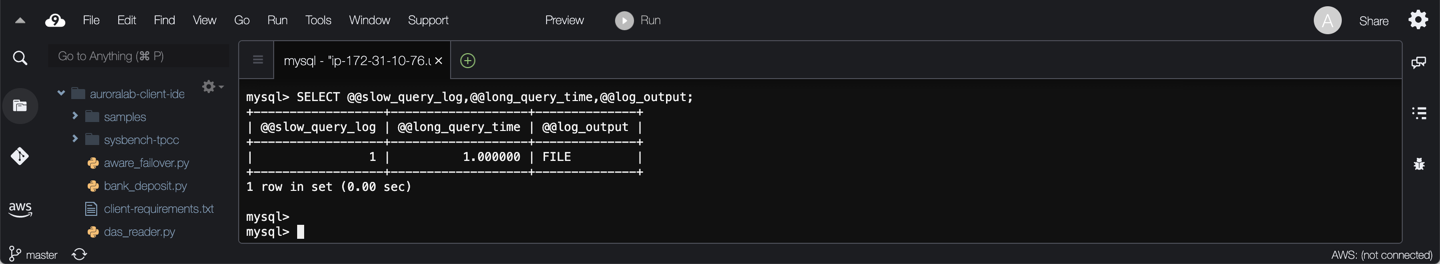 9 File Edit Find View Go Run Tools Window Support Preview Run A Share
Go to Anything (⌘ P)
mysql - "ip-172-31-10-76.u ×
auroralab-client-ide
samples
sysbench-tpcc
aware_failover.py
bank_deposit.py
client-requirements.txt
das_reader.py
aws
mysql> SELECT @@slow_query_log,@@long_query_time,@@log_output;
+------------------+-------------------+--------------+
| @@slow_query_log | @@long_query_time | @@log_output |
+------------------+-------------------+--------------+
|                1 |          1.000000 | FILE         |
+------------------+-------------------+--------------+
1 row in set (0.00 sec)
mysql>
mysql>
master
AWS: (not connected)